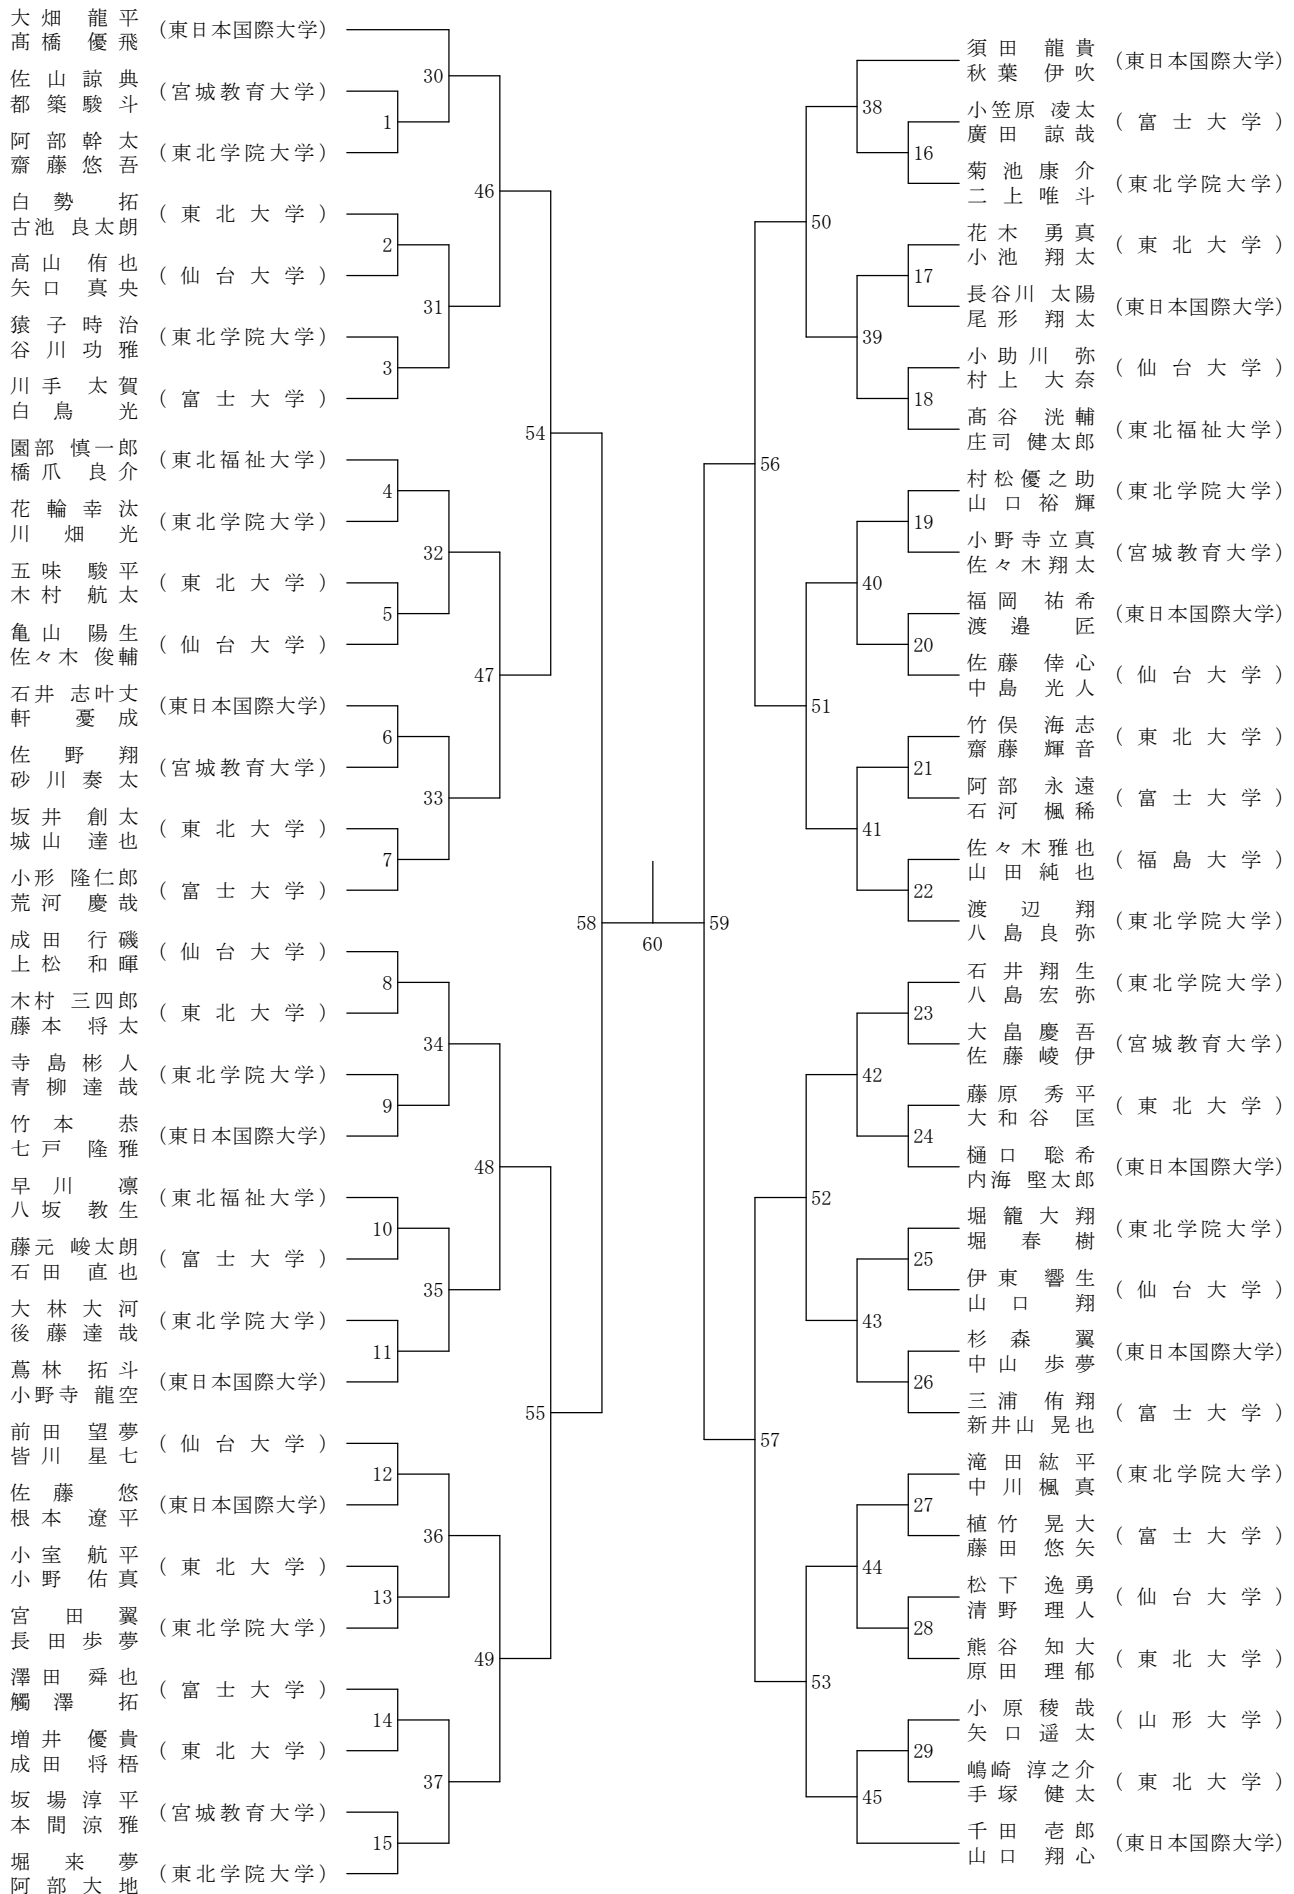 大畑 龍平
髙橋 優飛
(東日本国際大学)
佐山諒典
都築駿斗
(宮城教育大学)
阿部幹太
齋藤悠吾
(東北学院大学)
白勢 拓
古池 良太朗
(東北大学)
高山 侑也
矢口 真央
(仙台大学)
猿子時治
谷川功雅
(東北学院大学)
川手 太賀
白鳥 光
(富士大学)
園部 慎一郎
橋爪 良介
(東北福祉大学)
花輪幸汰
川畑光
(東北学院大学)
五味 駿平
木村 航太
(東北大学)
亀山 陽生
佐々木 俊輔
(仙台大学)
石井 志叶丈
軒 憂成
(東日本国際大学)
佐野翔
砂川奏太
(宮城教育大学)
坂井 創太
城山 達也
(東北大学)
小形 隆仁郎
荒河 慶哉
(富士大学)
成田 行磯
上松 和暉
(仙台大学)
木村 三四郎
藤本 将太
(東北大学)
寺島彬人
青柳達哉
(東北学院大学)
竹本 恭
七戸 隆雅
(東日本国際大学)
早川 凛
八坂 教生
(東北福祉大学)
藤元 峻太朗
石田 直也
(富士大学)
大林大河
後藤達哉
(東北学院大学)
蔦林 拓斗
小野寺 龍空
(東日本国際大学)
前田 望夢
皆川 星七
(仙台大学)
佐藤 悠
根本 遼平
(東日本国際大学)
小室 航平
小野 佑真
(東北大学)
宮田翼
長田歩夢
(東北学院大学)
澤田 舜也
觸澤 拓
(富士大学)
増井 優貴
成田 将梧
(東北大学)
坂場淳平
本間涼雅
(宮城教育大学)
堀来夢
阿部大地
(東北学院大学)
1
2
3
4
5
6
7
8
9
10
11
12
13
14
15
30
31
32
33
34
35
36
37
46
47
48
49
54
55
58
60
59
56
57
50
51
52
53
38
39
40
41
42
43
44
45
16
17
18
19
20
21
22
23
24
25
26
27
28
29
須田 龍貴
秋葉 伊吹
(東日本国際大学)
小笠原 凌太
廣田 諒哉
(富士大学)
菊池康介
二上唯斗
(東北学院大学)
花木 勇真
小池 翔太
(東北大学)
長谷川 太陽
尾形 翔太
(東日本国際大学)
小助川 弥
村上 大奈
(仙台大学)
髙谷 洸輔
庄司 健太郎
(東北福祉大学)
村松優之助
山口裕輝
(東北学院大学)
小野寺立真
佐々木翔太
(宮城教育大学)
福岡 祐希
渡邉 匠
(東日本国際大学)
佐藤 倖心
中島 光人
(仙台大学)
竹俣 海志
齋藤 輝音
(東北大学)
阿部 永遠
石河 楓稀
(富士大学)
佐々木雅也
山田純也
(福島大学)
渡辺翔
八島良弥
(東北学院大学)
石井翔生
八島宏弥
(東北学院大学)
大畠慶吾
佐藤崚伊
(宮城教育大学)
藤原 秀平
大和谷 匡
(東北大学)
樋口 聡希
内海 堅太郎
(東日本国際大学)
堀籠大翔
堀春樹
(東北学院大学)
伊東 響生
山口 翔
(仙台大学)
杉森 翼
中山 歩夢
(東日本国際大学)
三浦 侑翔
新井山 晃也
(富士大学)
滝田紘平
中川楓真
(東北学院大学)
植竹 晃大
藤田 悠矢
(富士大学)
松下 逸勇
清野 理人
(仙台大学)
熊谷 知大
原田 理郁
(東北大学)
小原稜哉
矢口遥太
(山形大学)
嶋崎 淳之介
手塚 健太
(東北大学)
千田 壱郎
山口 翔心
(東日本国際大学)